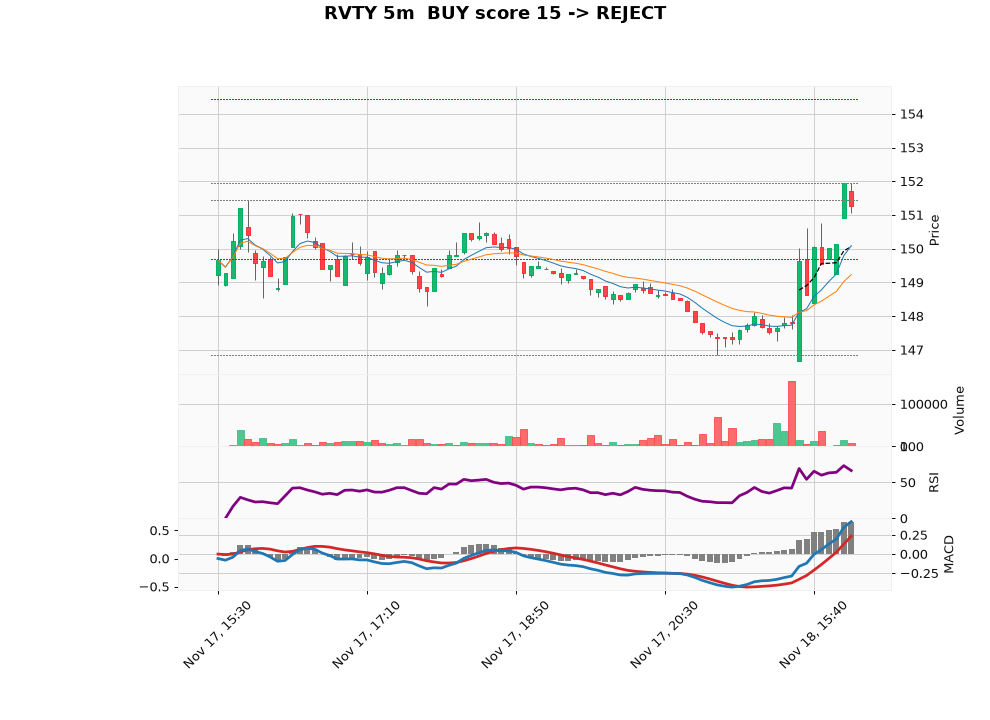 RVTY 5m  BUY score 15 -> REJECT
154
153
152
151
150
149
148
147
Price
100000
0
Volume
100
50
0
RSI
0.5
0.0
−0.5
0.25
0.00
−0.25
MACD
Nov 17, 15:30
Nov 17, 17:10
Nov 17, 18:50
Nov 17, 20:30
Nov 18, 15:40